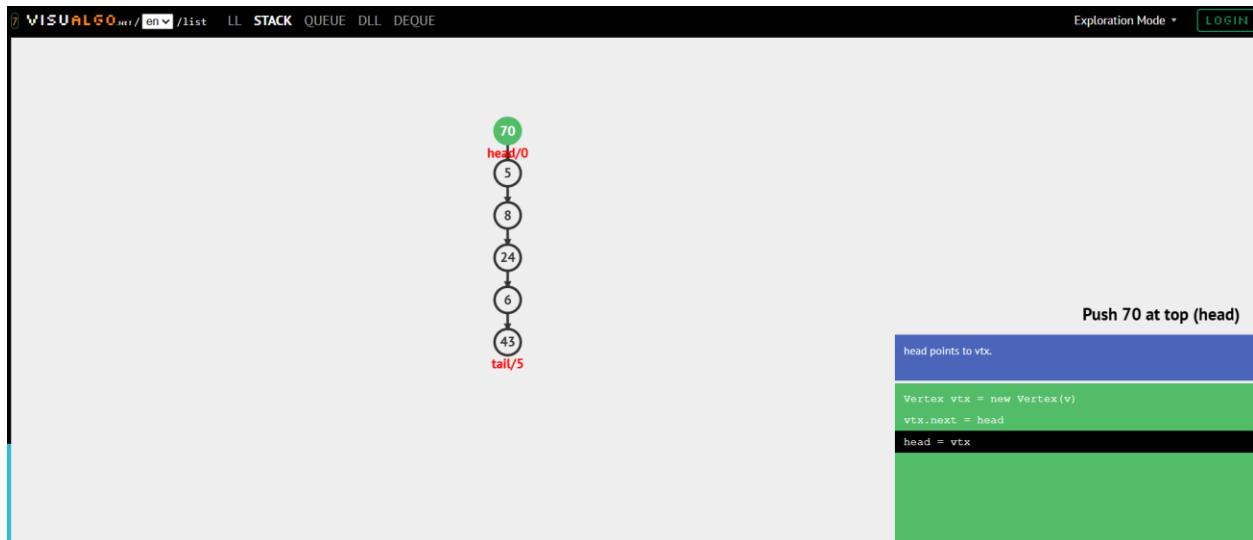 7 VISUALGO.NET/ en /list LL STACK QUEUE DLL DEQUE Exploration Mode LOGIN
70
head/0
5
8
24
6
43
tail/5
Push 70 at top (head)
head points to vtx.
Vertex vtx = new Vertex(v)
vtx.next = head
head = vtx